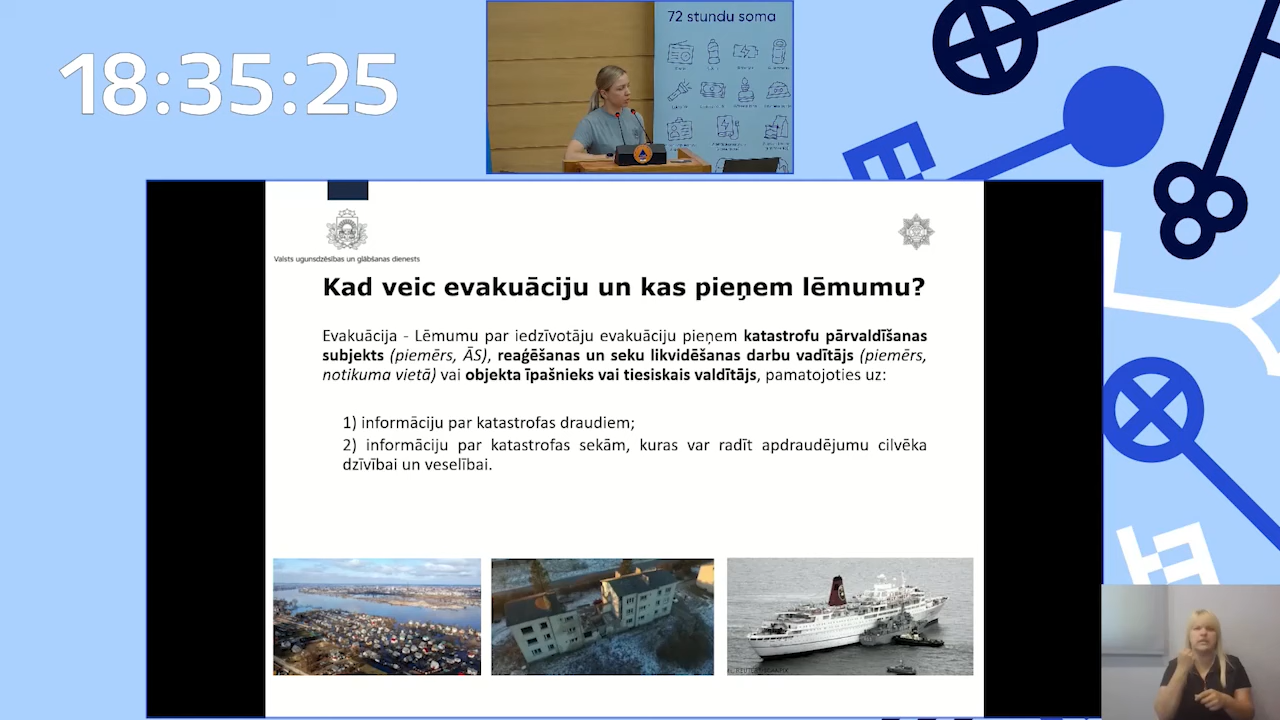 18:35:25
72 stundu soma
Valsts ugunsdzēsības un glābšanas dienests
Kad veic evakuāciju un kas pieņem lēmumu?
Evakuācija - Lēmumu par iedzīvotāju evakuāciju pieņem katastrofu pārvaldīšanas
subjekts (piemērs, ĀS), reaģēšanas un seku likvidēšanas darbu vadītājs (piemērs,
notikuma vietā) vai objekta īpašnieks vai tiesiskais valdītājs, pamatojoties uz:
1) informāciju par katastrofas draudiem;
2) informāciju par katastrofas sekām, kuras var radīt apdraudējumu cilvēka
dzīvībai un veselībai.